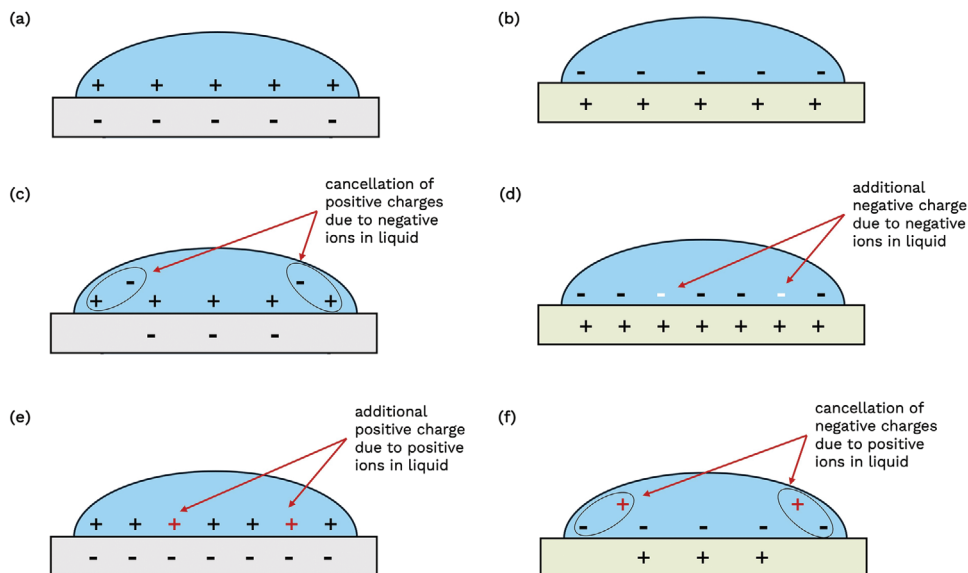 (a)
+ + + + +
- - - - -
(b)
- - - - -
+ + + + +
(c)
cancellation of
positive charges
due to negative
ions in liquid
- -
+ + + + +
- - -
(d)
additional
negative charge
due to negative
ions in liquid
- - - - - - -
+ + + + + + +
(e)
additional
positive charge
due to positive
ions in liquid
+ + + + + + +
- - - - - - -
(f)
cancellation of
negative charges
due to positive
ions in liquid
+ +
- - - - -
+ + +